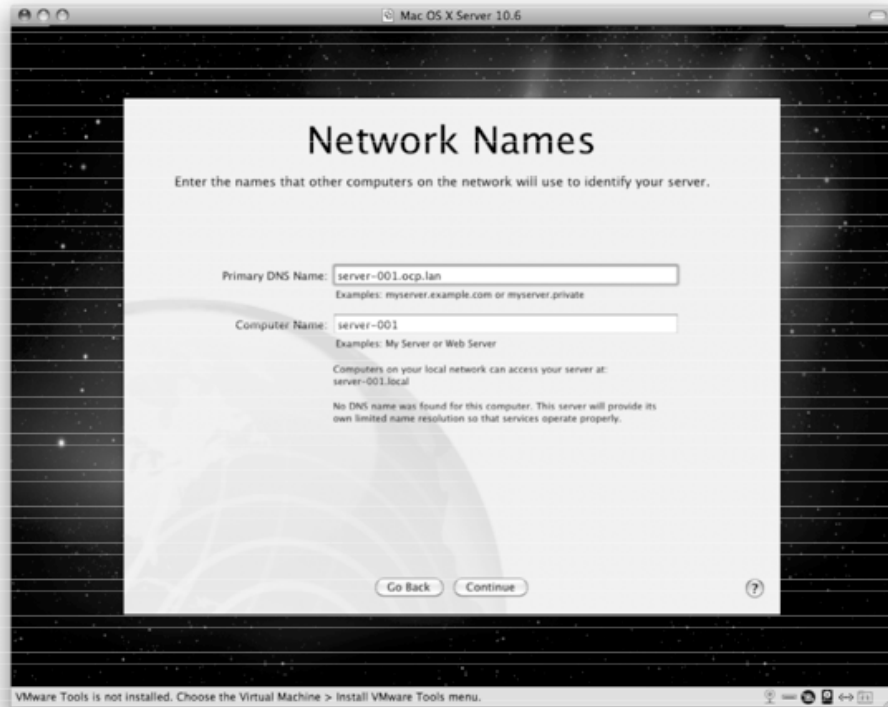 Mac OS X Server 10.6
Network Names
Enter the names that other computers on the network will use to identify your server.
Primary DNS Name: server-001.ocp.lan
Examples: myserver.example.com or myserver.private
Computer Name: server-001
Examples: My Server or Web Server
Computers on your local network can access your server at:
server-001.local
No DNS name was found for this computer. This server will provide its
own limited name resolution so that services operate properly.
Go Back Continue ?
VMware Tools is not installed. Choose the Virtual Machine > Install VMware Tools menu.